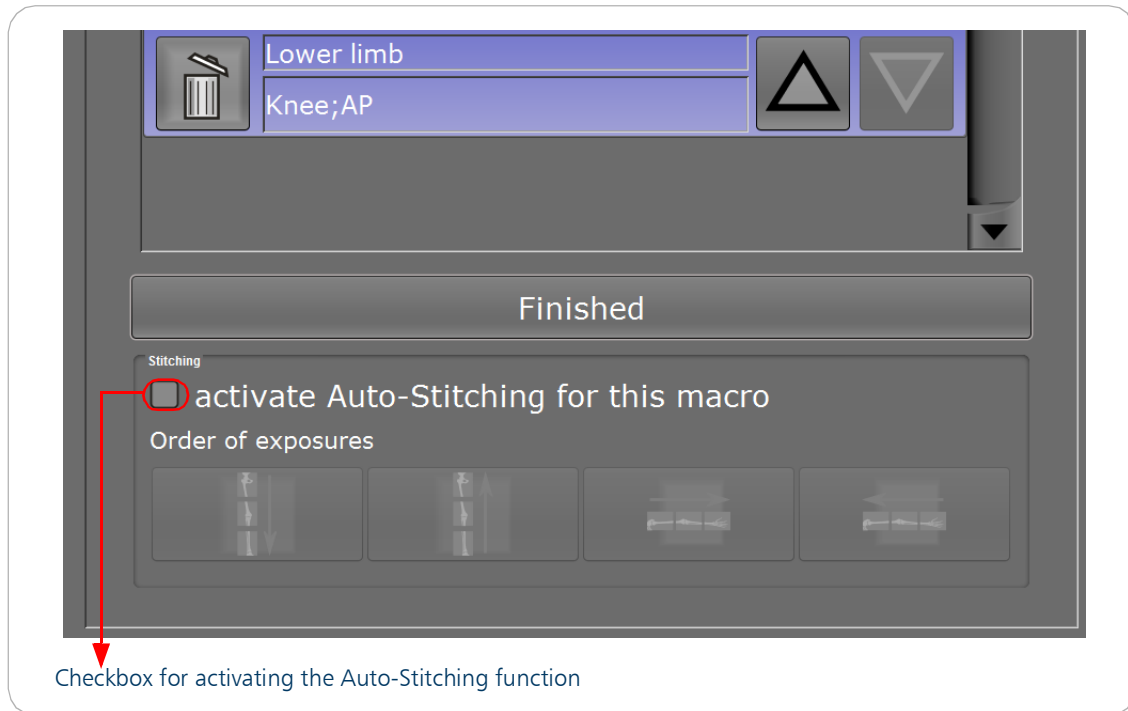 Lower limb
Knee;AP
Finished
Stitching
activate Auto-Stitching for this macro
Order of exposures
Checkbox for activating the Auto-Stitching function